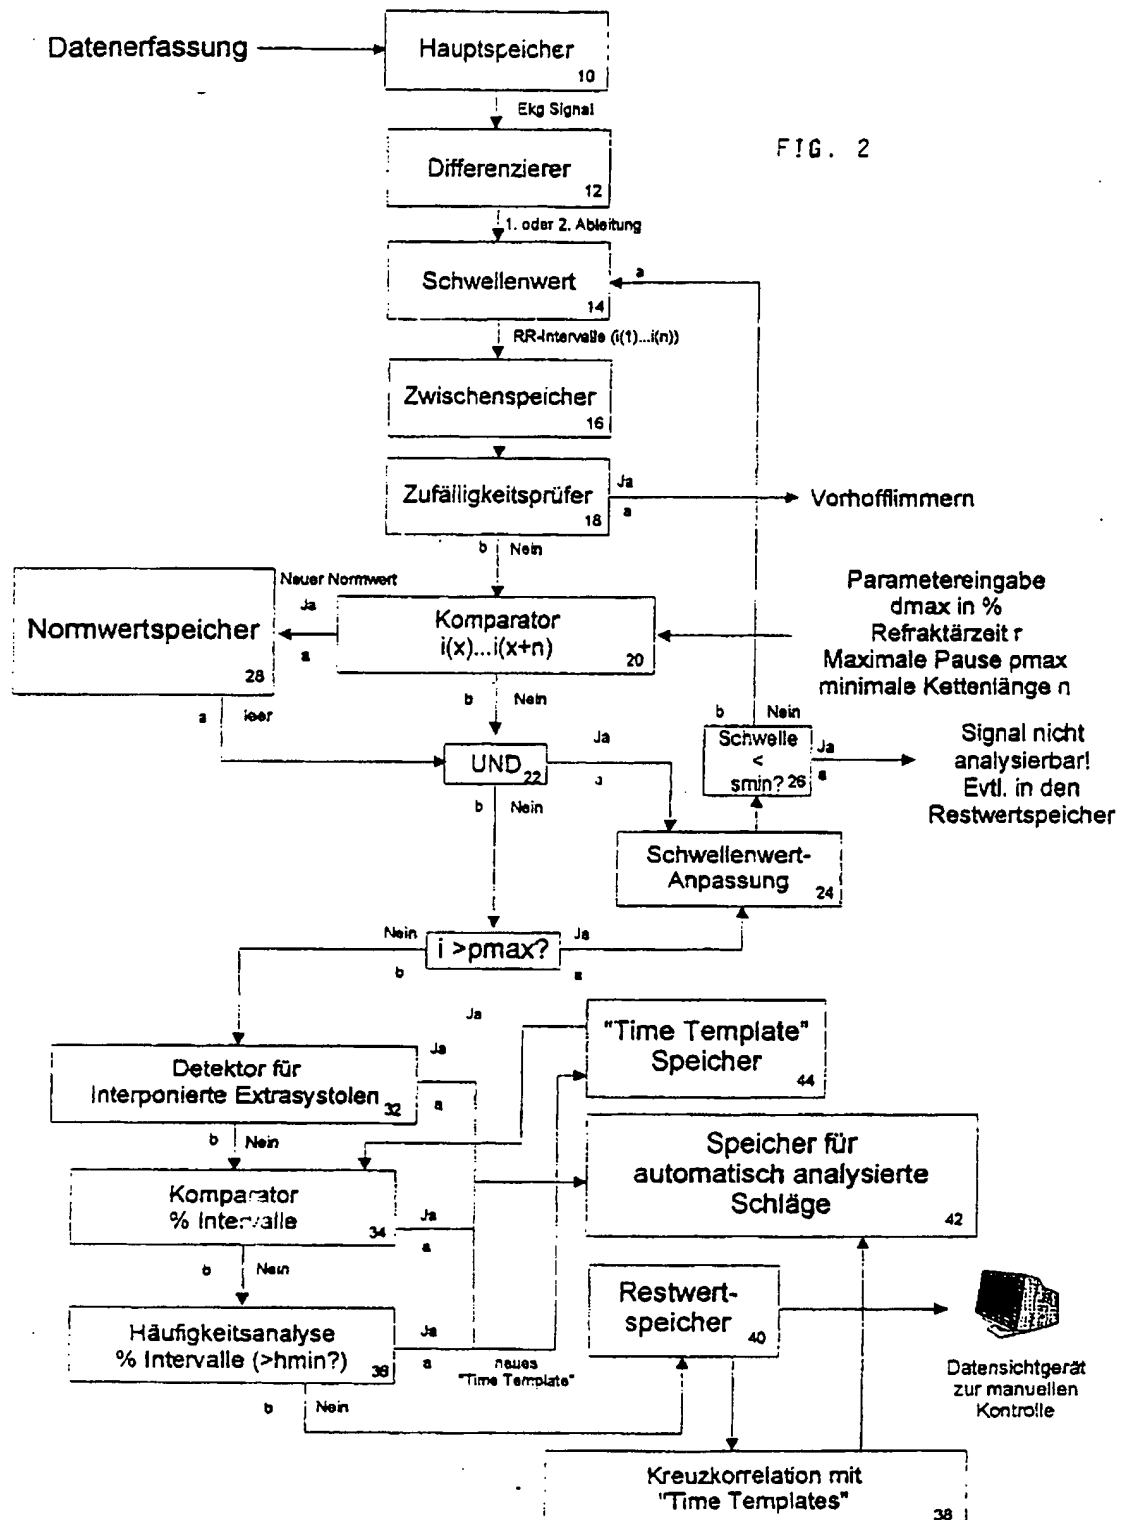 Datenerfassung
Hauptspeicher
10
Ekg Signal
FIG. 2
Differenzierer
12
1. oder 2. Ableitung
Schwellenwert
14
a
RR-Intervalle (i(1)...i(n))
Zwischenspeicher
16
Zufälligkeitsprüfer
18
Ja
a
Vorhofflimmern
b Nein
Neuer Normwert
Ja
a
Normwertspeicher
28
Komparator
i(x)...i(x+n)
20
Parametereingabe
dmax in %
Refraktärzeit r
Maximale Pause pmax
minimale Kettenlänge n
a leer
b Nein
UND
22
Ja
b Nein
b Nein
Schwelle
<
smin? 26
Ja
a
Signal nicht
analysierbar!
Evtl. in den
Restwertspeicher
Schwellenwert-
Anpassung
24
Nein
b
i >pmax?
Ja
a
Ja
"Time Template"
Speicher
44
Detektor für
Interponierte Extrasystolen
32
Ja
a
b Nein
Speicher für
automatisch analysierte
Schläge
42
Komparator
% Intervalle
34
Ja
a
b Nein
Restwert-
speicher
40
Häufigkeitsanalyse
% Intervalle (>hmin?)
36
Ja
a
neues
"Time Template"
b Nein
Datensichtgerät
zur manuellen
Kontrolle
Kreuzkorrelation mit
"Time Templates"
38